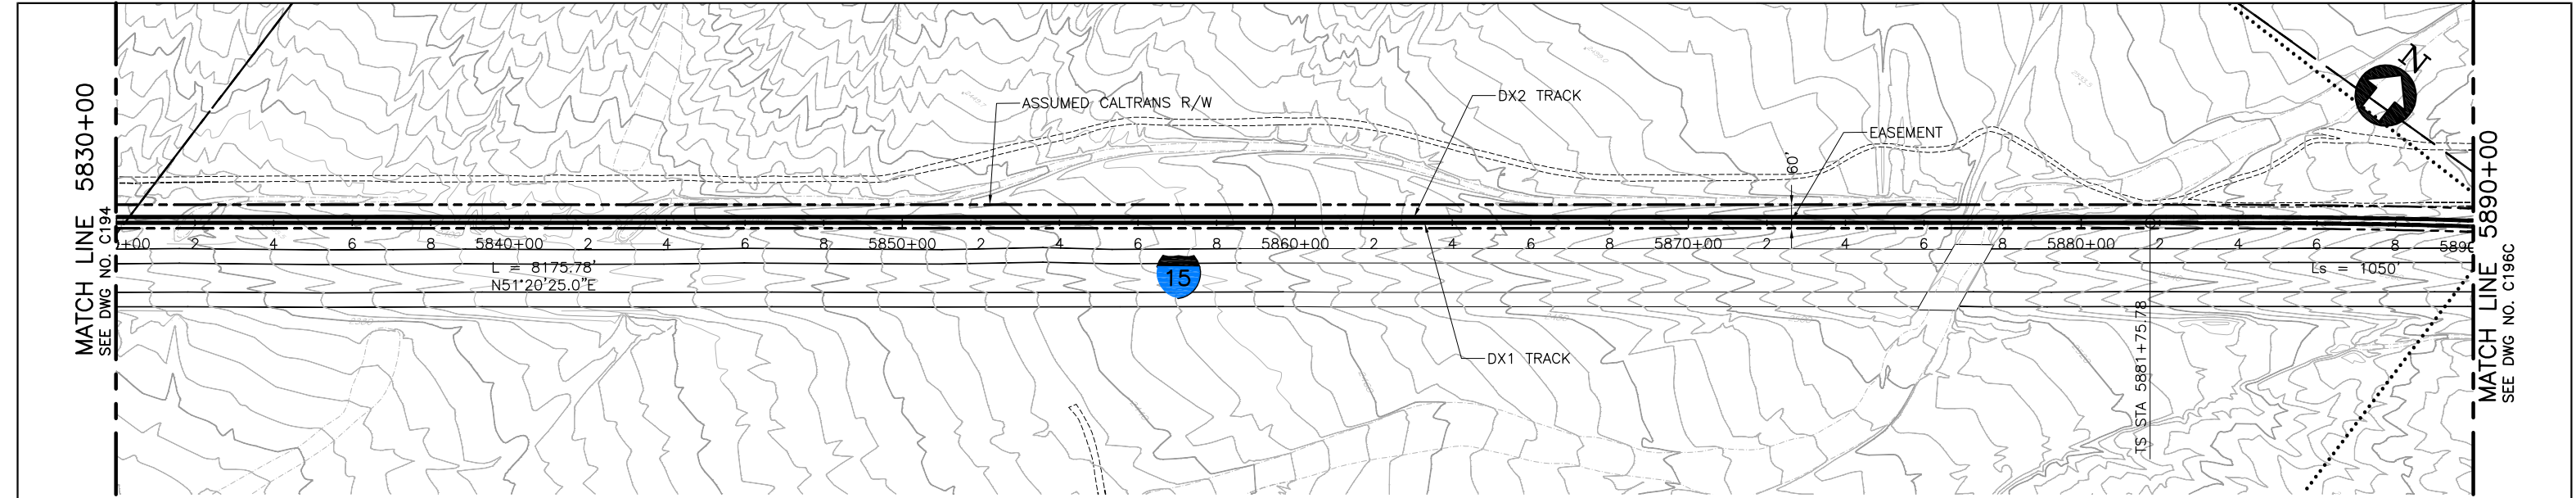 MATCH LINE 5830+00
SEE DWG NO. C194
ASSUMED CALTRANS R/W
DX2 TRACK
60'
EASEMENT
N
+00 2 4 6 8 5840+00 2 4 6 8 5850+00 2 4 6 8 5860+00 2 4 6 8 5870+00 2 4 6 8 5880+00 2 4 6 8 589
L = 8175.78'
N51°20'25.0"E
15
DX1 TRACK
TS STA 5881+75.78
Ls = 1050'
MATCH LINE 5890+00
SEE DWG NO. C196C